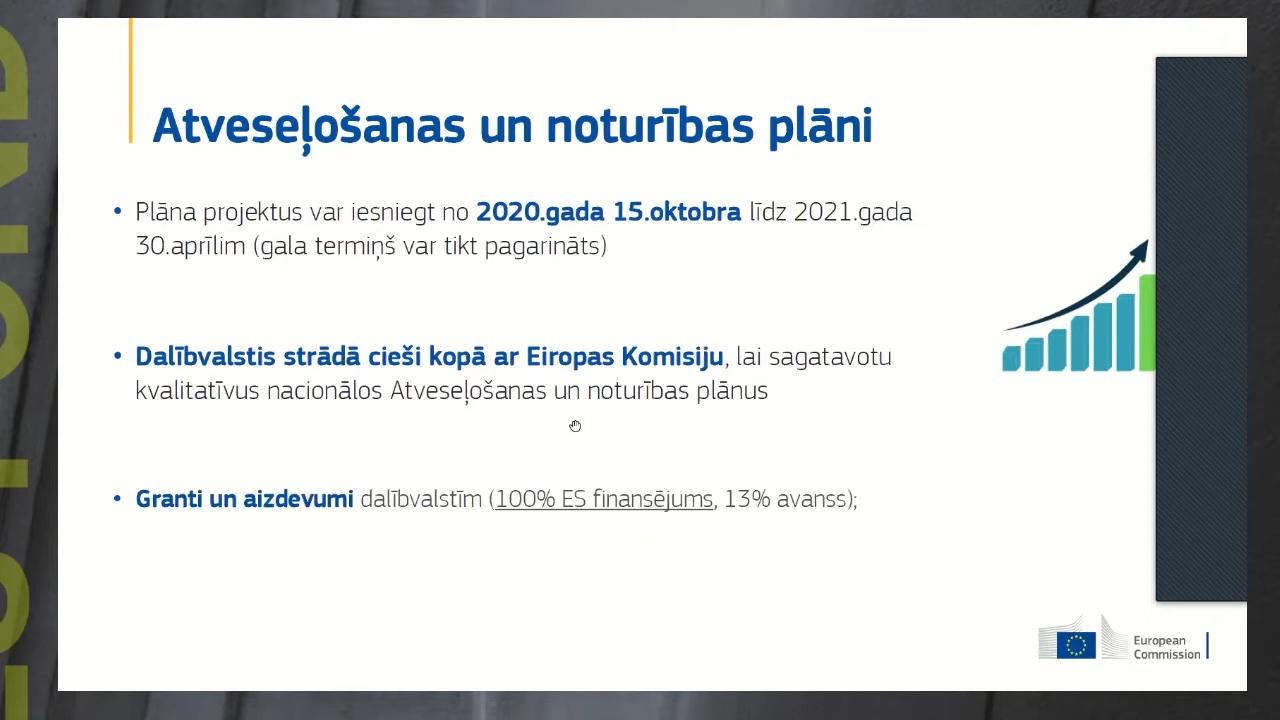 Atveseļošanas un noturības plāni
• Plāna projektus var iesniegt no 2020.gada 15.oktobra līdz 2021.gada
30.aprīlim (gala termiņš var tikt pagarināts)
• Dalībvalstis strādā cieši kopā ar Eiropas Komisiju, lai sagatavotu
kvalitatīvus nacionālos Atveseļošanas un noturības plānus
• Granti un aizdevumi dalībvalstīm (100% ES finansējums, 13% avanss);
European
Commission